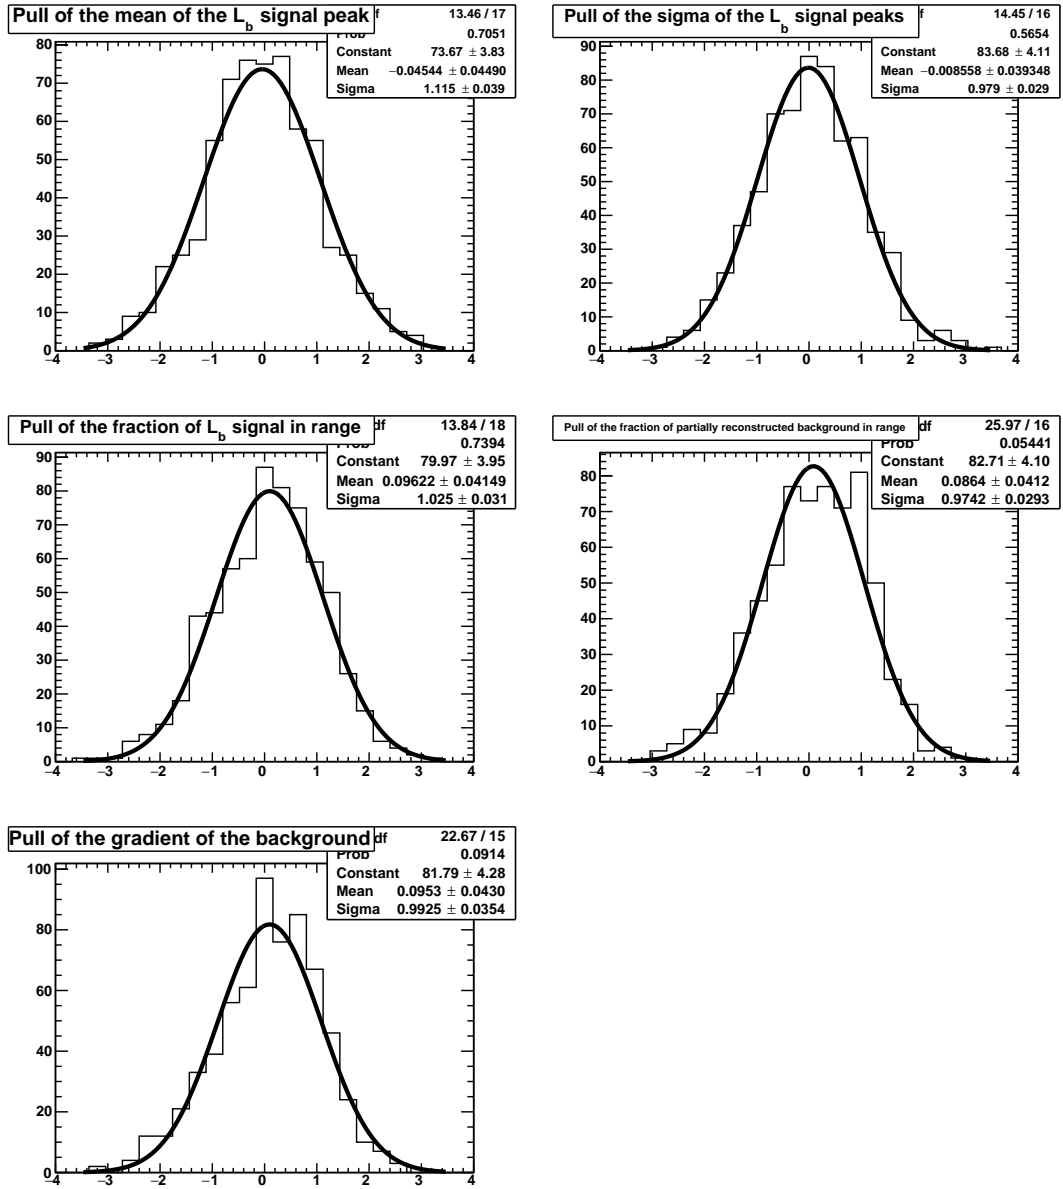 Pull of the mean of the Lb signal peak
f 13.46 / 17
0.7051
Constant 73.67 ± 3.83
Mean −0.04544 ± 0.04490
Sigma 1.115 ± 0.039
80
70
60
50
40
30
20
10
0
−4 −3 −2 −1 0 1 2 3 4
Pull of the sigma of the Lb signal peaks
f 14.45 / 16
0.5654
Constant 83.68 ± 4.11
Mean −0.008558 ± 0.039348
Sigma 0.979 ± 0.029
90
80
70
60
50
40
30
20
10
0
−4 −3 −2 −1 0 1 2 3 4
Pull of the fraction of Lb signal in range
df 13.84 / 18
Prob 0.7394
Constant 79.97 ± 3.95
Mean 0.09622 ± 0.04149
Sigma 1.025 ± 0.031
90
80
70
60
50
40
30
20
10
0
−4 −3 −2 −1 0 1 2 3 4
Pull of the fraction of partially reconstructed background in range
df 25.97 / 16
Prob 0.05441
Constant 82.71 ± 4.10
Mean 0.0864 ± 0.0412
Sigma 0.9742 ± 0.0293
80
70
60
50
40
30
20
10
0
−4 −3 −2 −1 0 1 2 3 4
Pull of the gradient of the background
df 22.67 / 15
Prob 0.0914
Constant 81.79 ± 4.28
Mean 0.0953 ± 0.0430
Sigma 0.9925 ± 0.0354
100
80
60
40
20
0
−4 −3 −2 −1 0 1 2 3 4